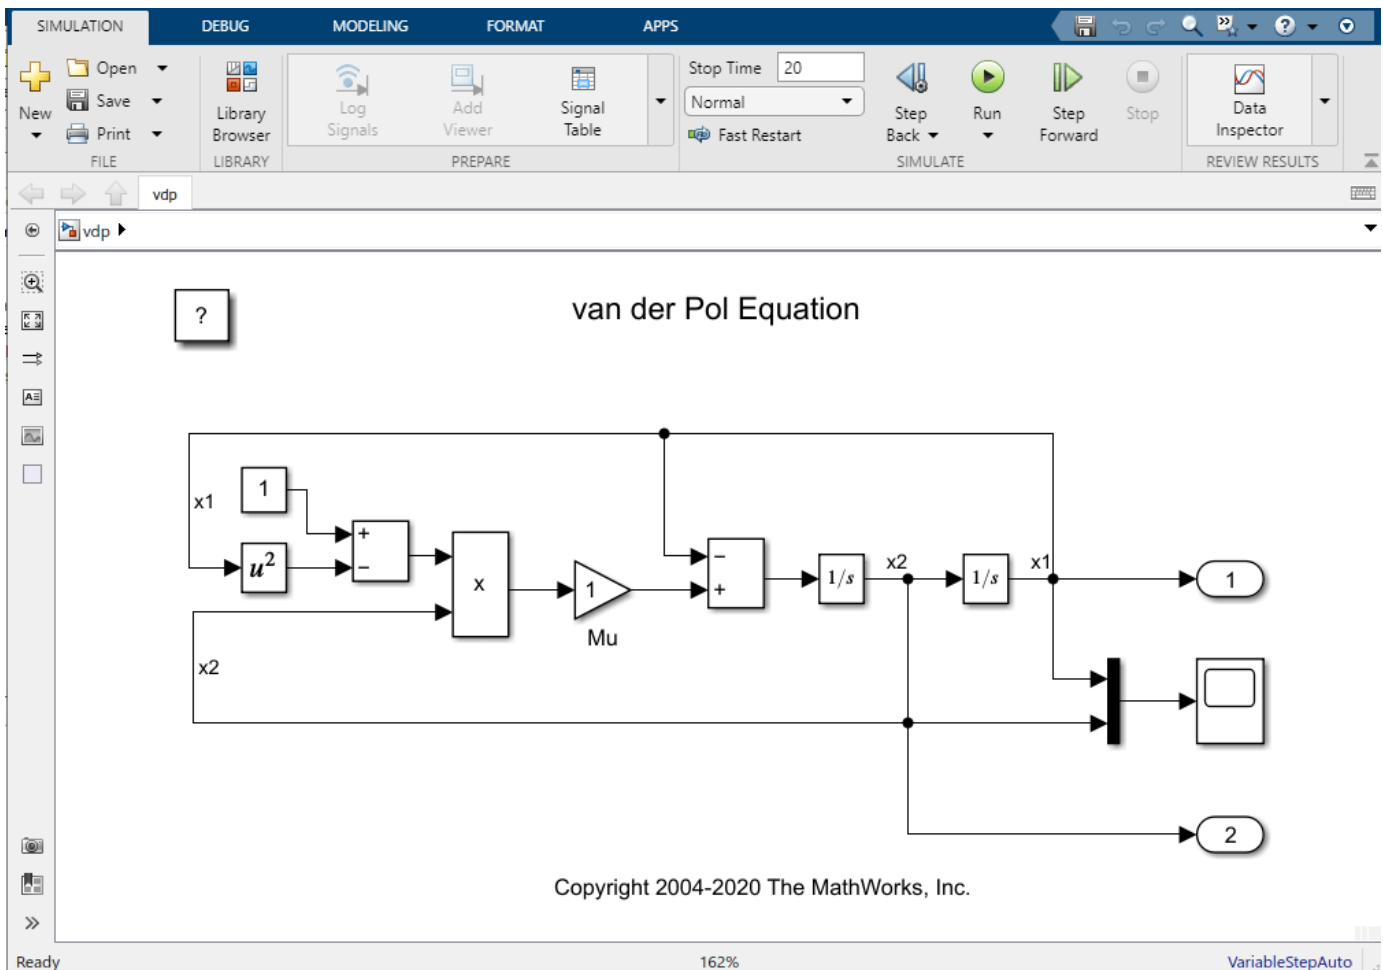 SIMULATION DEBUG MODELING FORMAT APPS
New
Open
Save
Print
FILE
Library
Browser
LIBRARY
Log
Signals
Add
Viewer
Signal
Table
PREPARE
Stop Time 20
Normal
Fast Restart
Step
Back
Run
Step
Forward
Stop
SIMULATE
Data
Inspector
REVIEW RESULTS
vdp
vdp
?
van der Pol Equation
x1
1
u²
+
−
x
1
Mu
−
+
1/s
x2
1/s
x1
1
x2
2
Copyright 2004-2020 The MathWorks, Inc.
Ready 162% VariableStepAuto